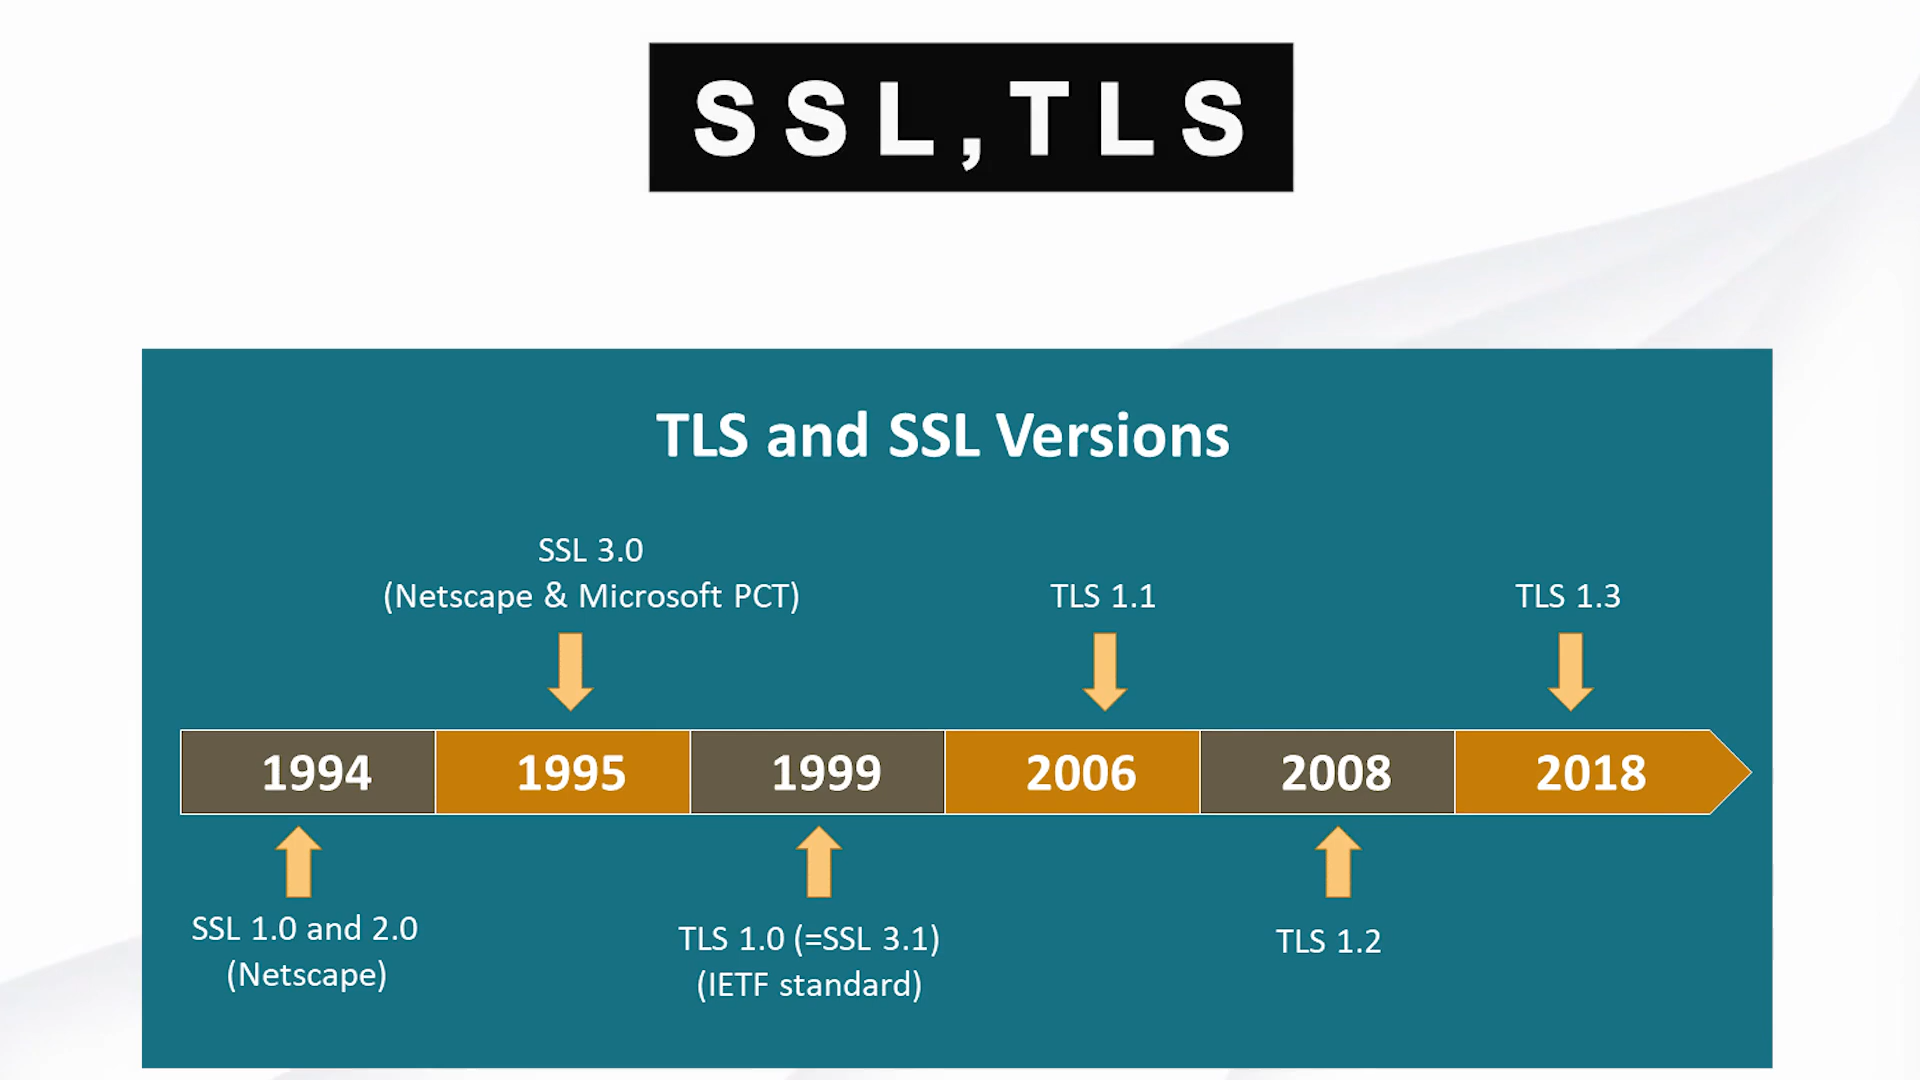 SSL,TLS
TLS and SSL Versions
SSL 3.0
(Netscape & Microsoft PCT)
TLS 1.1
TLS 1.3
1994
1995
1999
2006
2008
2018
SSL 1.0 and 2.0
(Netscape)
TLS 1.0 (=SSL 3.1)
(IETF standard)
TLS 1.2